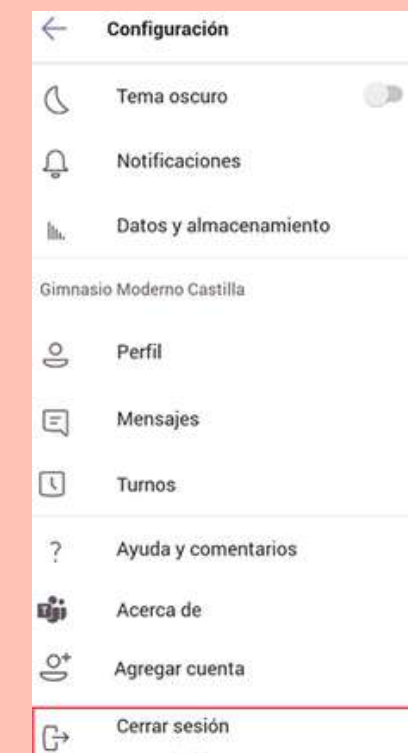 Configuración
Tema oscuro
Notificaciones
Datos y almacenamiento
Gimnasio Moderno Castilla
Perfil
Mensajes
Turnos
? Ayuda y comentarios
Acerca de
Agregar cuenta
Cerrar sesión